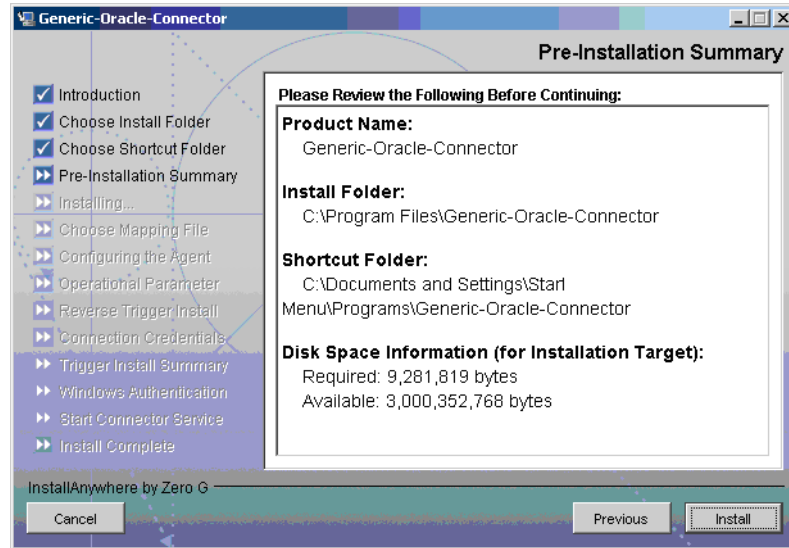 Generic-Oracle-Connector
Pre-Installation Summary
Introduction
Choose Install Folder
Choose Shortcut Folder
Pre-Installation Summary
Installing...
Choose Mapping File
Configuring the Agent
Operational Parameter
Reverse Trigger Install
Connection Credentials
Trigger Install Summary
Windows Authentication
Start Connector Service
Install Complete
Please Review the Following Before Continuing:
Product Name:
Generic-Oracle-Connector
Install Folder:
C:\Program Files\Generic-Oracle-Connector
Shortcut Folder:
C:\Documents and Settings\Start
Menu\Programs\Generic-Oracle-Connector
Disk Space Information (for Installation Target):
Required: 9,281,819 bytes
Available: 3,000,352,768 bytes
InstallAnywhere by Zero G
Cancel
Previous
Install